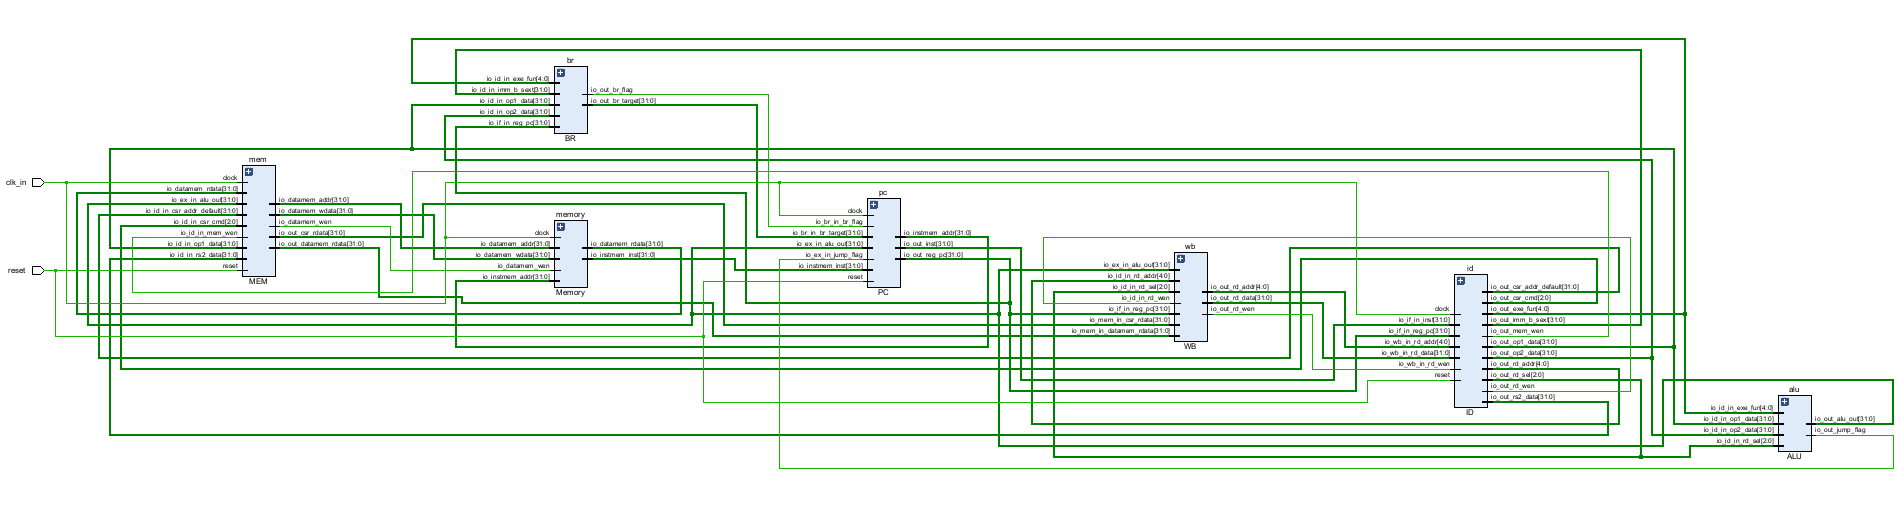 br
io_id_in_exe_fun[4:0]
io_id_in_imm_b_sext[31:0]
io_id_in_op1_data[31:0]
io_id_in_op2_data[31:0]
io_if_in_reg_pc[31:0]
io_out_br_flag
io_out_br_target[31:0]
BR
mem
clk_in
reset
clock
io_datamem_rdata[31:0]
io_ex_in_alu_out[31:0]
io_id_in_csr_addr_default[31:0]
io_id_in_csr_cmd[2:0]
io_id_in_mem_wen
io_id_in_op1_data[31:0]
io_id_in_rs2_data[31:0]
reset
io_datamem_addr[31:0]
io_datamem_wdata[31:0]
io_datamem_wen
io_out_csr_rdata[31:0]
io_out_datamem_rdata[31:0]
MEM
memory
clock
io_datamem_addr[31:0]
io_datamem_wdata[31:0]
io_datamem_wen
io_instmem_addr[31:0]
io_datamem_rdata[31:0]
io_instmem_inst[31:0]
Memory
pc
clock
io_br_in_br_flag
io_br_in_br_target[31:0]
io_ex_in_alu_out[31:0]
io_ex_in_jump_flag
io_instmem_inst[31:0]
reset
io_instmem_addr[31:0]
io_out_inst[31:0]
io_out_reg_pc[31:0]
PC
wb
io_ex_in_alu_out[31:0]
io_id_in_rd_addr[4:0]
io_id_in_rd_sel[2:0]
io_id_in_rd_wen
io_if_in_reg_pc[31:0]
io_mem_in_csr_rdata[31:0]
io_mem_in_datamem_rdata[31:0]
io_out_rd_addr[4:0]
io_out_rd_data[31:0]
io_out_rd_wen
WB
id
clock
io_if_in_inst[31:0]
io_if_in_reg_pc[31:0]
io_wb_in_rd_addr[4:0]
io_wb_in_rd_data[31:0]
io_wb_in_rd_wen
reset
io_out_csr_addr_default[31:0]
io_out_csr_cmd[2:0]
io_out_exe_fun[4:0]
io_out_imm_b_sext[31:0]
io_out_mem_wen
io_out_op1_data[31:0]
io_out_op2_data[31:0]
io_out_rd_addr[4:0]
io_out_rd_sel[2:0]
io_out_rd_wen
io_out_rs2_data[31:0]
ID
alu
io_id_in_exe_fun[4:0]
io_id_in_op1_data[31:0]
io_id_in_op2_data[31:0]
io_id_in_rd_sel[2:0]
io_out_alu_out[31:0]
io_out_jump_flag
ALU